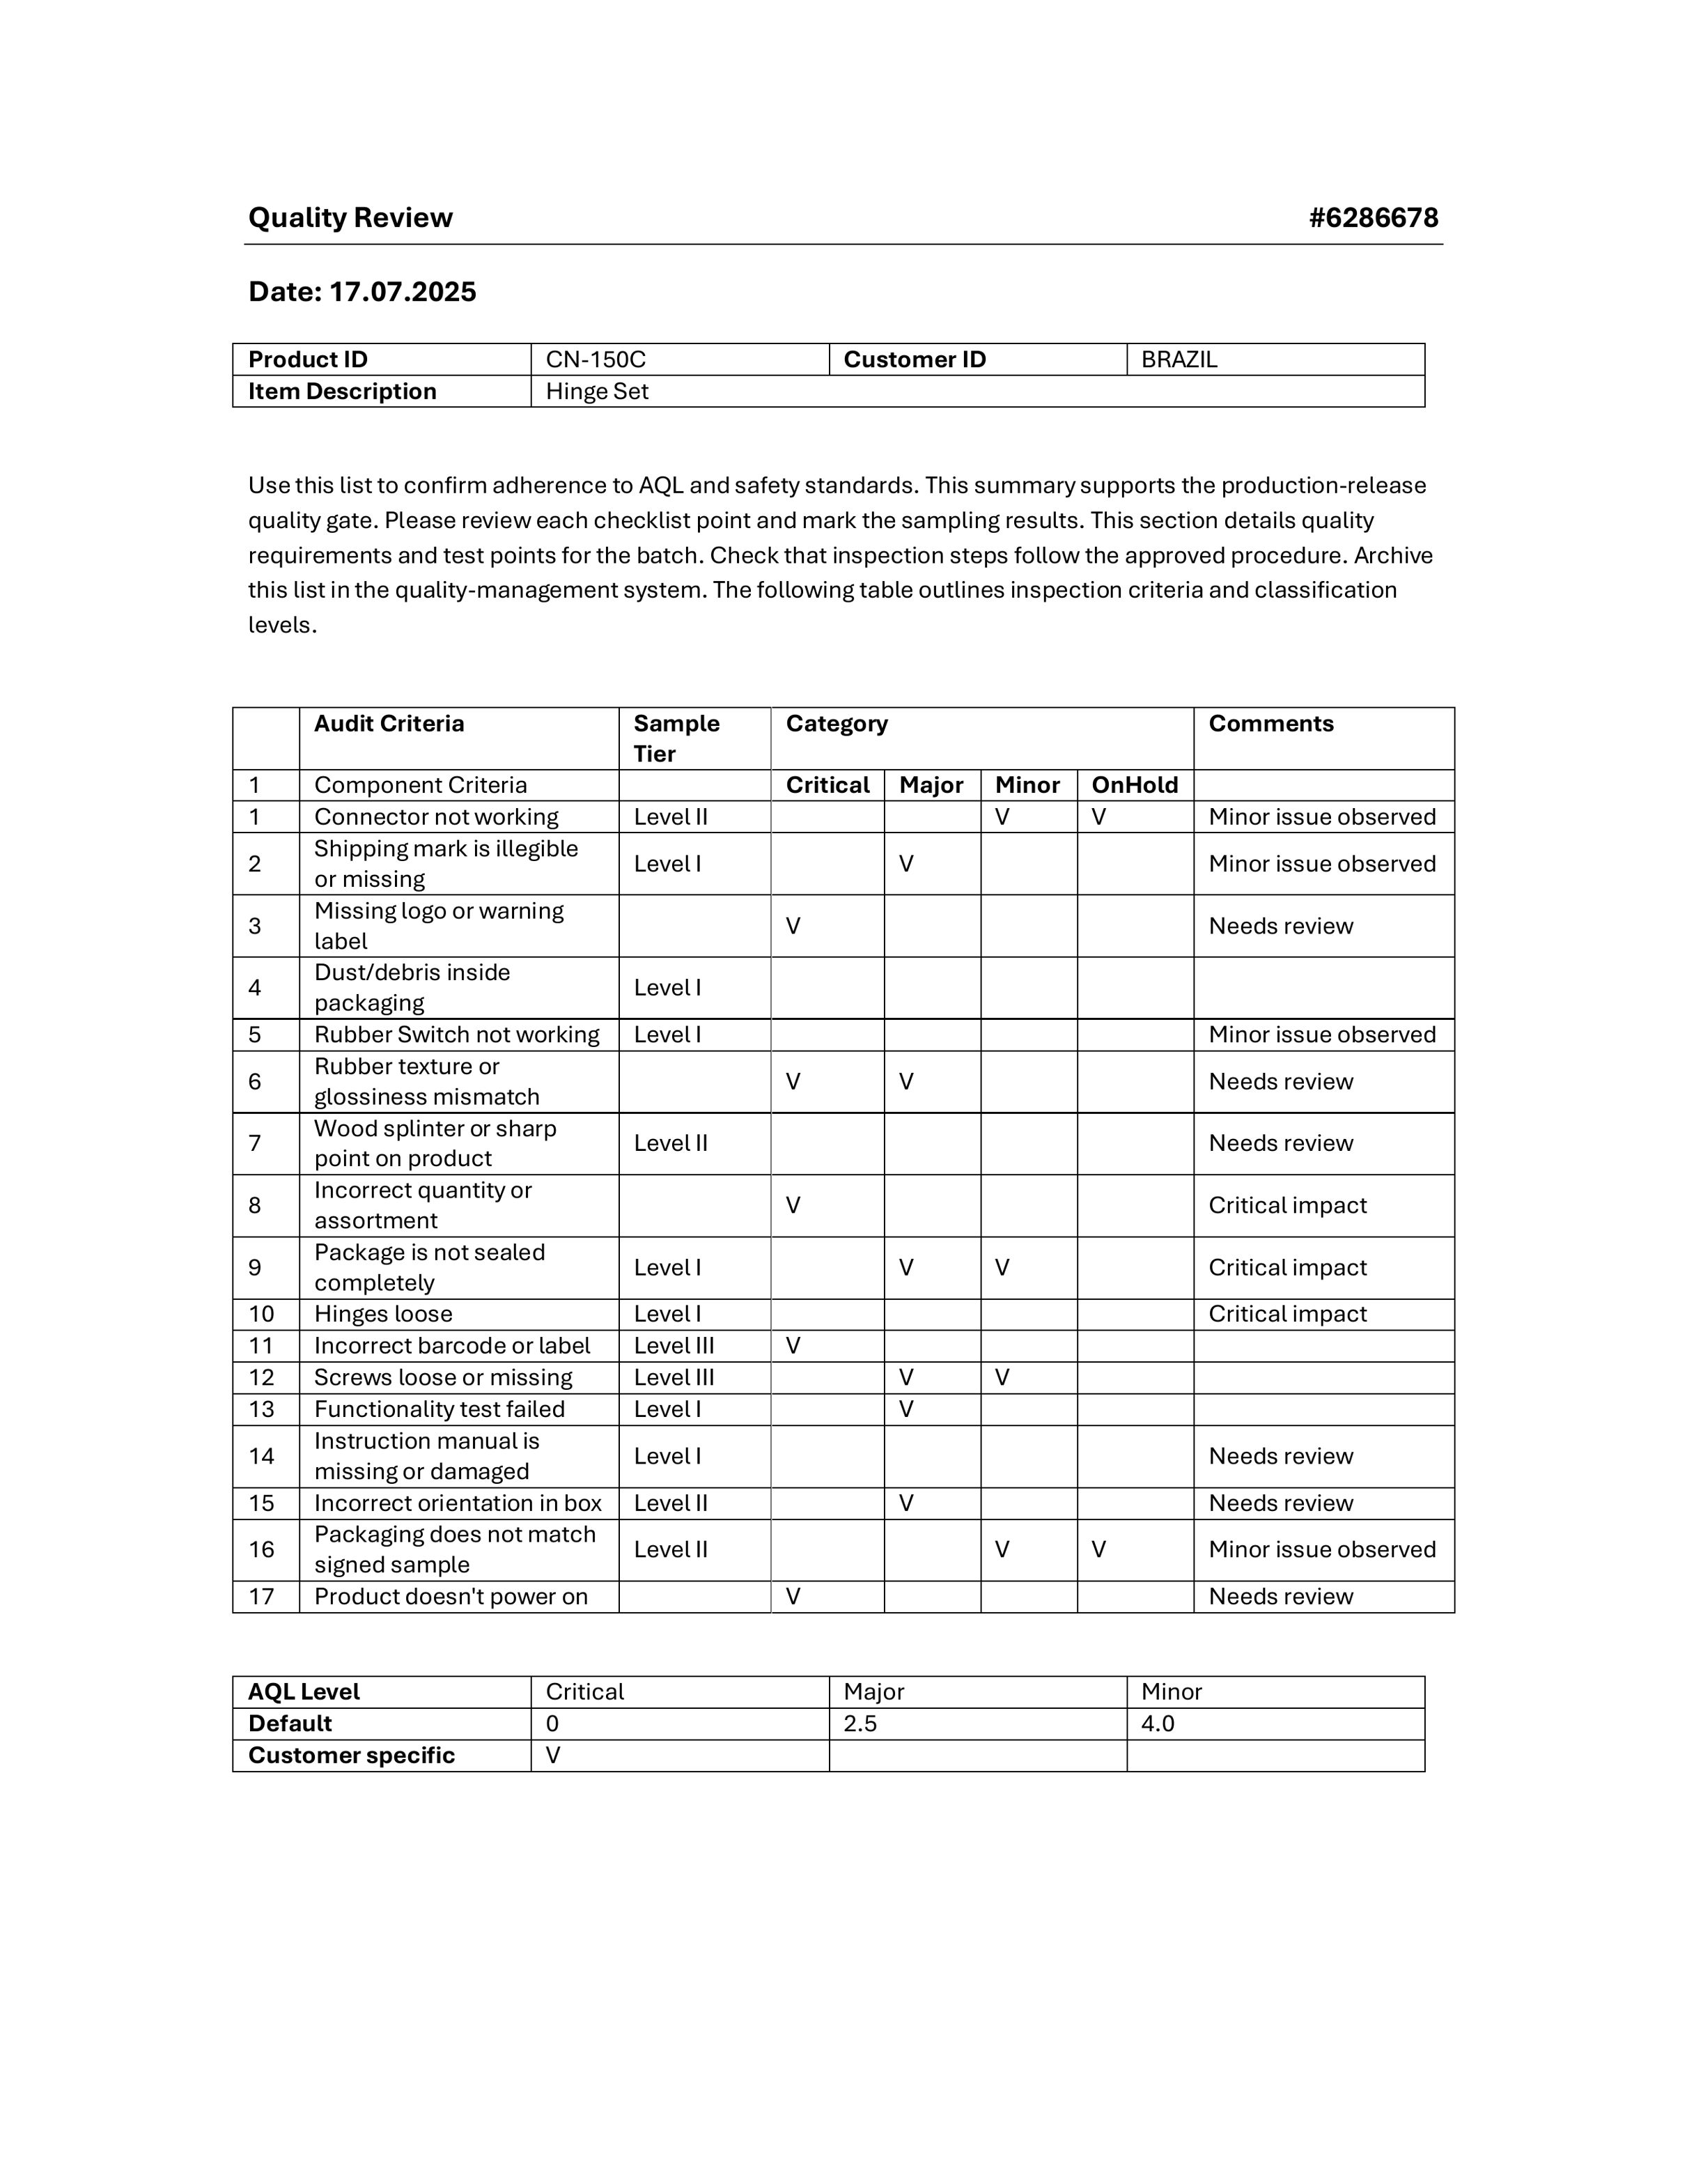 Quality Review #6286678
Date: 17.07.2025
Product ID CN-150C Customer ID BRAZIL
Item Description Hinge Set
Use this list to confirm adherence to AQL and safety standards. This summary supports the production-release
quality gate. Please review each checklist point and mark the sampling results. This section details quality
requirements and test points for the batch. Check that inspection steps follow the approved procedure. Archive
this list in the quality-management system. The following table outlines inspection criteria and classification
levels.
Audit Criteria Sample Tier Category Comments
1 Component Criteria Critical Major Minor OnHold
1 Connector not working Level II V V Minor issue observed
2 Shipping mark is illegible or missing Level I V Minor issue observed
3 Missing logo or warning label V Needs review
4 Dust/debris inside packaging Level I
5 Rubber Switch not working Level I Minor issue observed
6 Rubber texture or glossiness mismatch V V Needs review
7 Wood splinter or sharp point on product Level II Needs review
8 Incorrect quantity or assortment V Critical impact
9 Package is not sealed completely Level I V V Critical impact
10 Hinges loose Level I Critical impact
11 Incorrect barcode or label Level III V
12 Screws loose or missing Level III V V
13 Functionality test failed Level I V
14 Instruction manual is missing or damaged Level I Needs review
15 Incorrect orientation in box Level II V Needs review
16 Packaging does not match signed sample Level II V V Minor issue observed
17 Product doesn't power on V Needs review
AQL Level Critical Major Minor
Default 0 2.5 4.0
Customer specific V